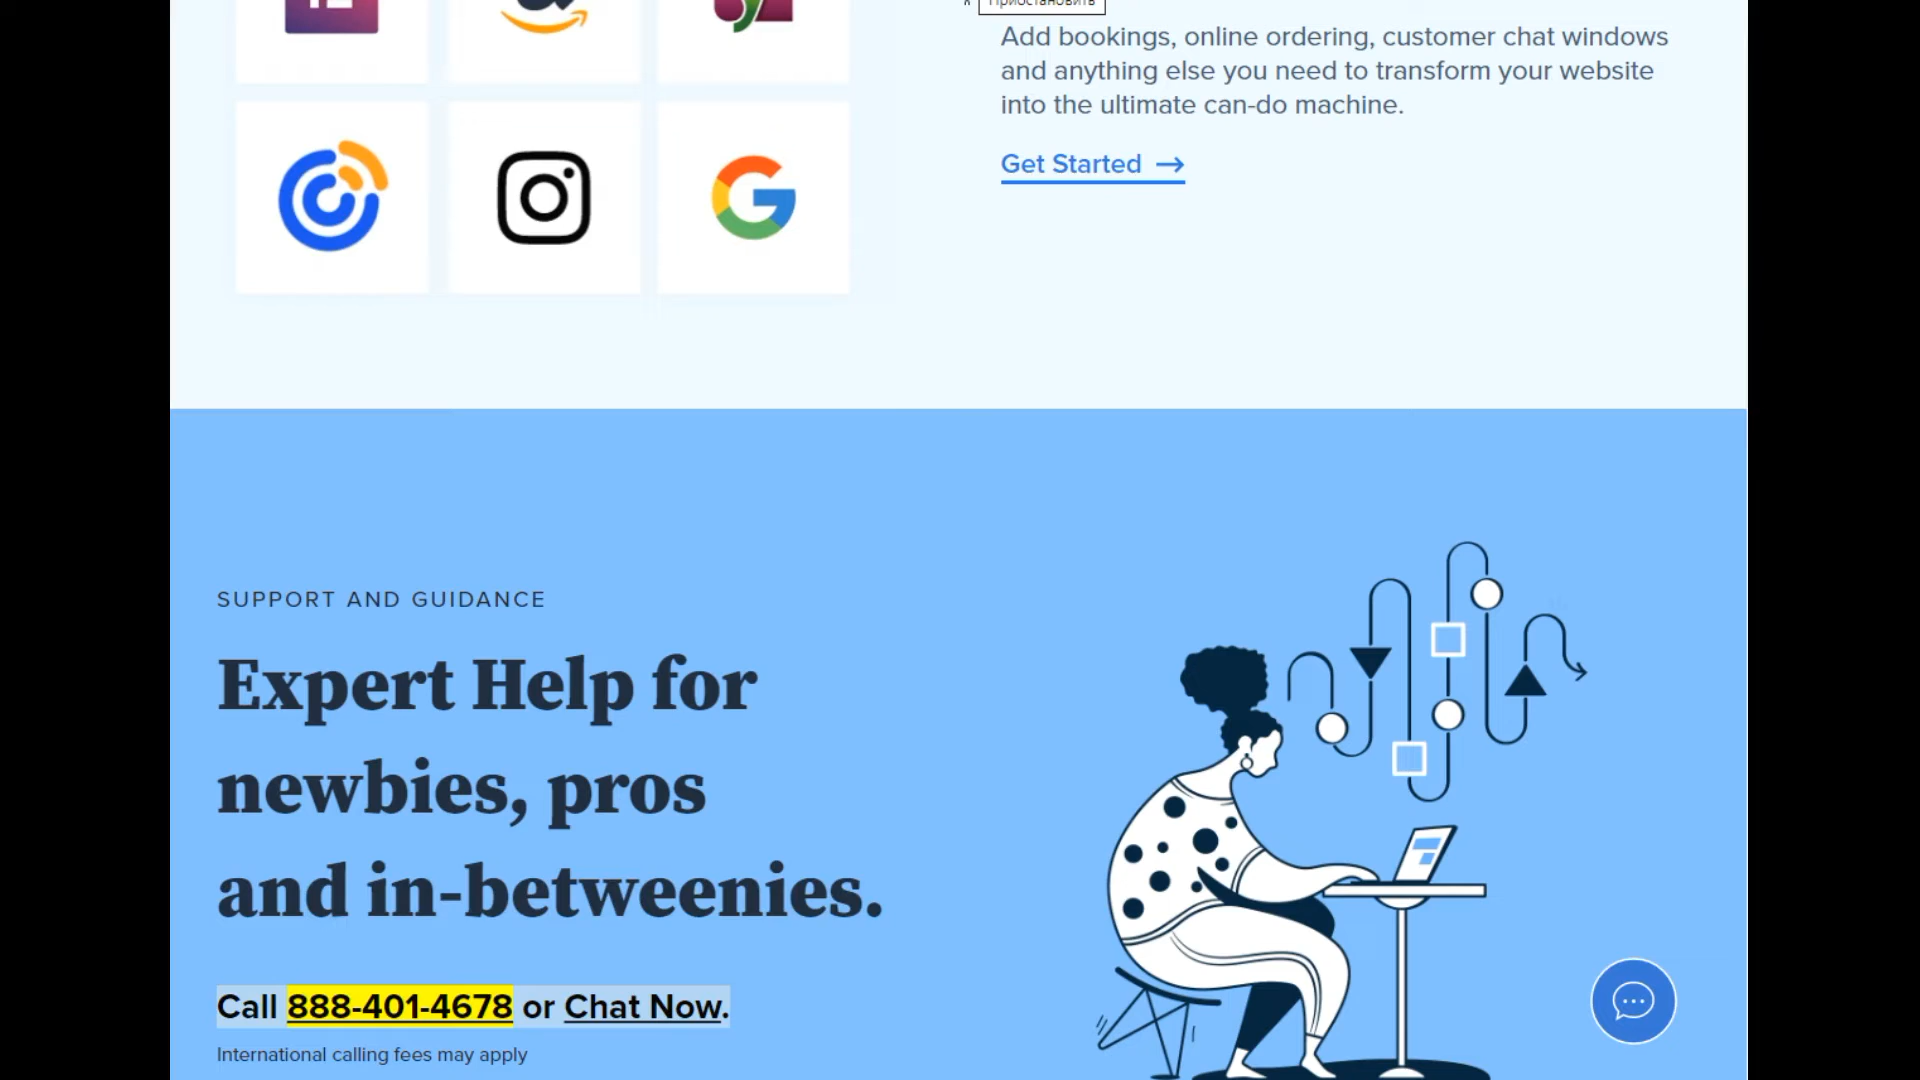 Приостановить
Add bookings, online ordering, customer chat windows
and anything else you need to transform your website
into the ultimate can-do machine.
Get Started
SUPPORT AND GUIDANCE
Expert Help for
newbies, pros
and in-betweenies.
Call 888-401-4678 or Chat Now.
International calling fees may apply